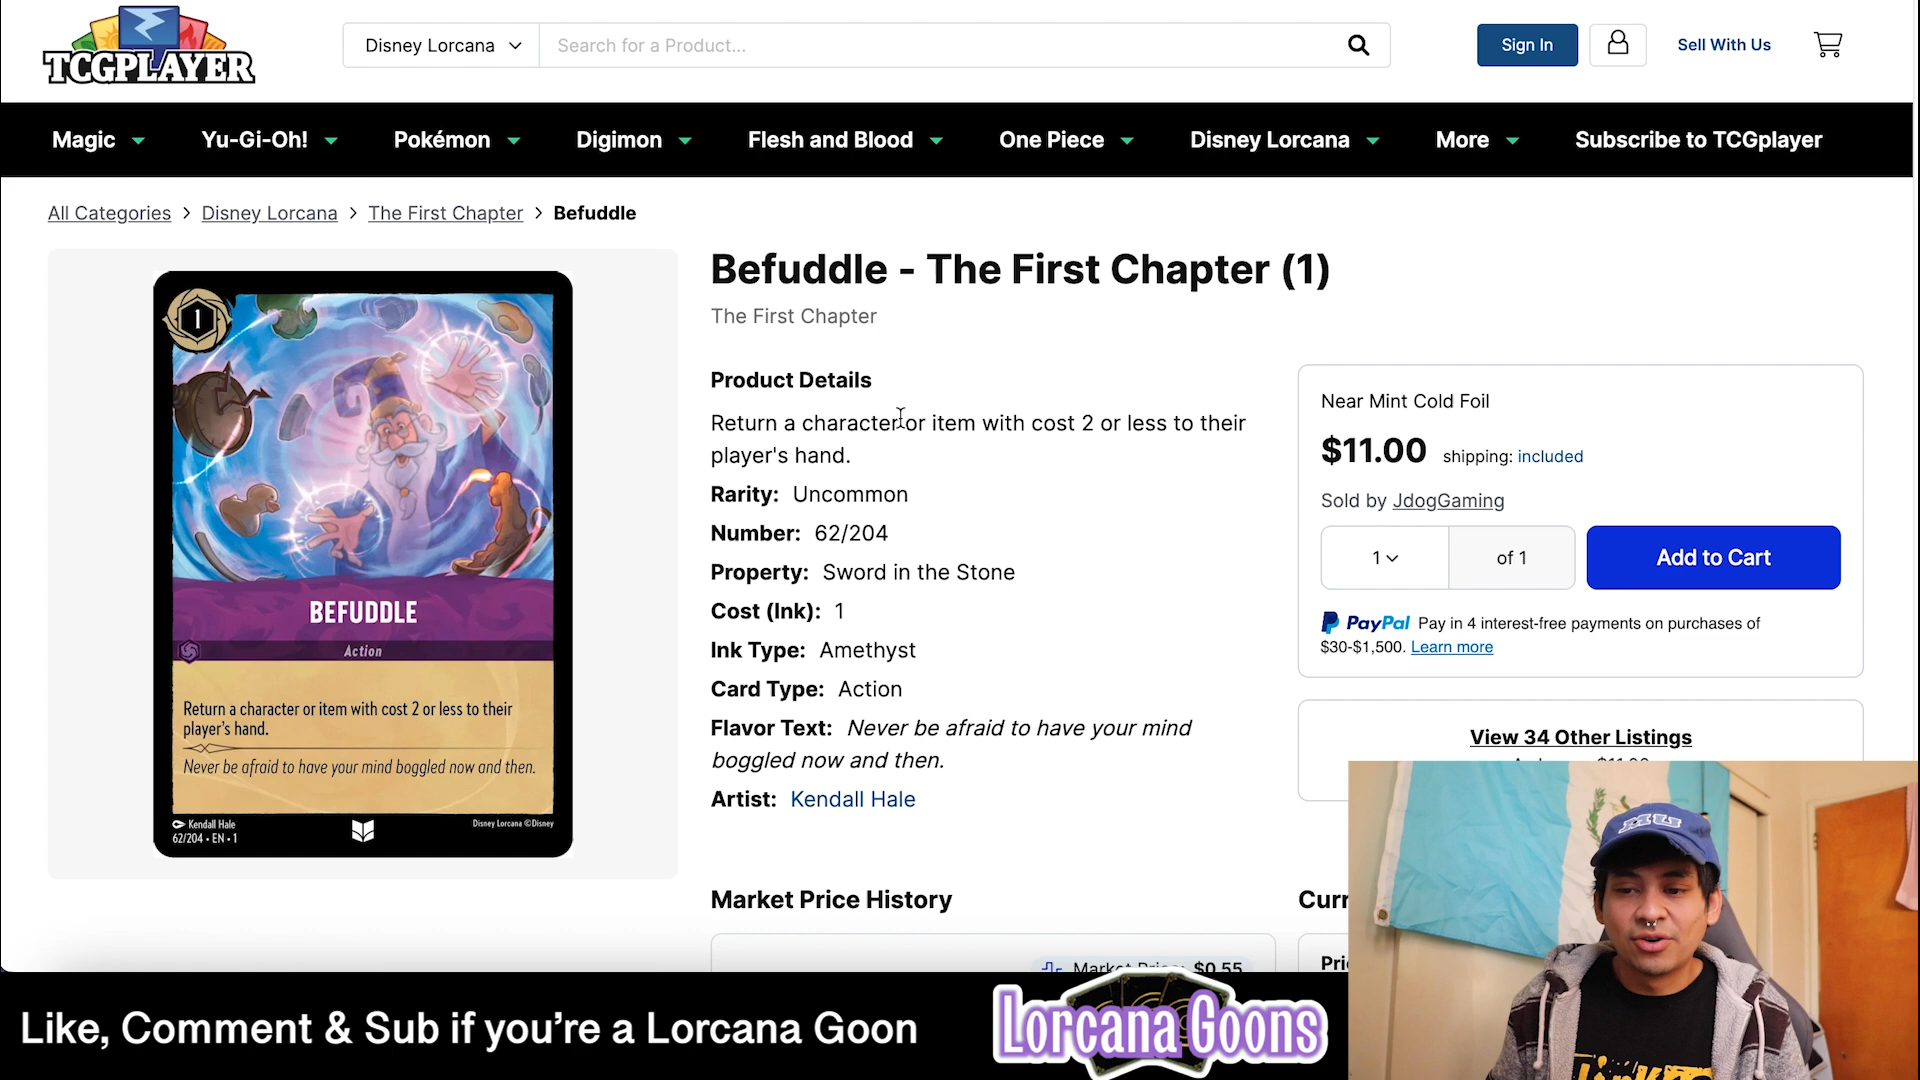 TCGPLAYER
Disney Lorcana
Search for a Product...
Sign In
Sell With Us
Magic
Yu-Gi-Oh!
Pokémon
Digimon
Flesh and Blood
One Piece
Disney Lorcana
More
Subscribe to TCGplayer
All Categories > Disney Lorcana > The First Chapter > Befuddle
1
BEFUDDLE
Action
Return a character or item with cost 2 or less to their
player's hand.
Never be afraid to have your mind boggled now and then.
Kendall Hale
62/204 • EN • 1
Disney Lorcana ©Disney
Befuddle - The First Chapter (1)
The First Chapter
Product Details
Return a character or item with cost 2 or less to their
player's hand.
Rarity: Uncommon
Number: 62/204
Property: Sword in the Stone
Cost (Ink): 1
Ink Type: Amethyst
Card Type: Action
Flavor Text: Never be afraid to have your mind
boggled now and then.
Artist: Kendall Hale
Near Mint Cold Foil
$11.00 shipping: included
Sold by JdogGaming
1
of 1
Add to Cart
PayPal Pay in 4 interest-free payments on purchases of
$30-$1,500. Learn more
View 34 Other Listings
Market Price History
Market Price: $0.55
MU
Like, Comment & Sub if you're a Lorcana Goon
Lorcana Goons